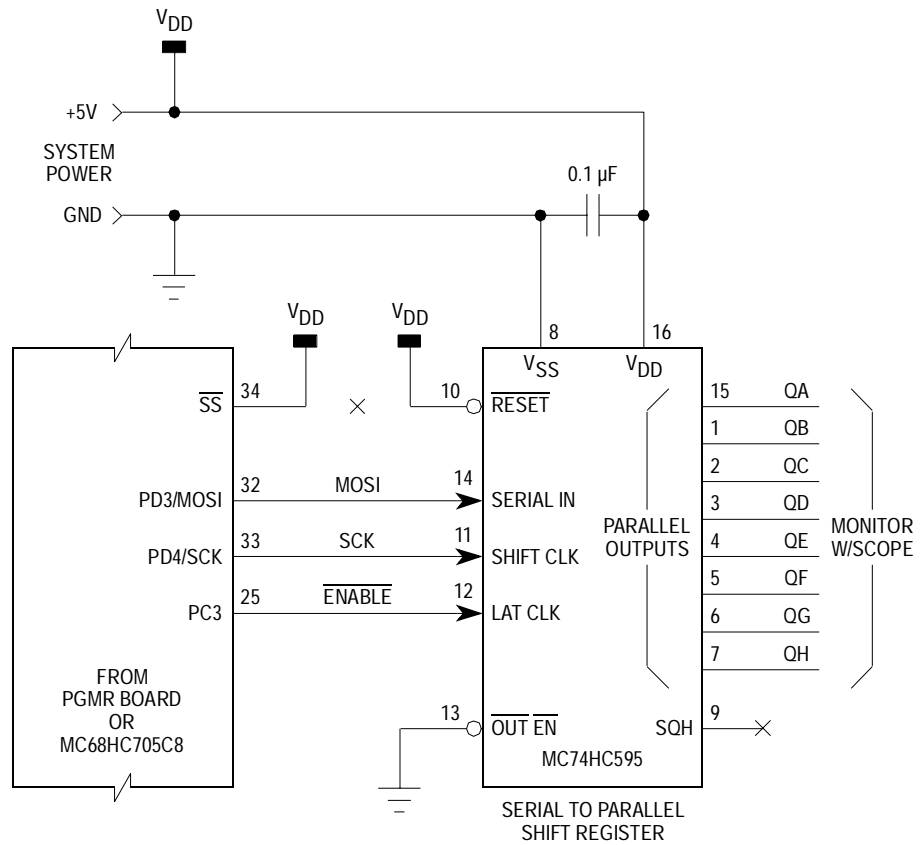 VDD
+5V
SYSTEM
POWER
0.1 µF
GND
VDD
VDD
8
16
VSS
VDD
SS
34
10
RESET
15
QA
1
QB
2
QC
3
QD
4
QE
5
QF
6
QG
7
QH
PARALLEL
OUTPUTS
MONITOR
W/SCOPE
PD3/MOSI
32
MOSI
14
SERIAL IN
PD4/SCK
33
SCK
11
SHIFT CLK
PC3
25
ENABLE
12
LAT CLK
FROM
PGMR BOARD
OR
MC68HC705C8
13
OUT EN
SQH
9
MC74HC595
SERIAL TO PARALLEL
SHIFT REGISTER